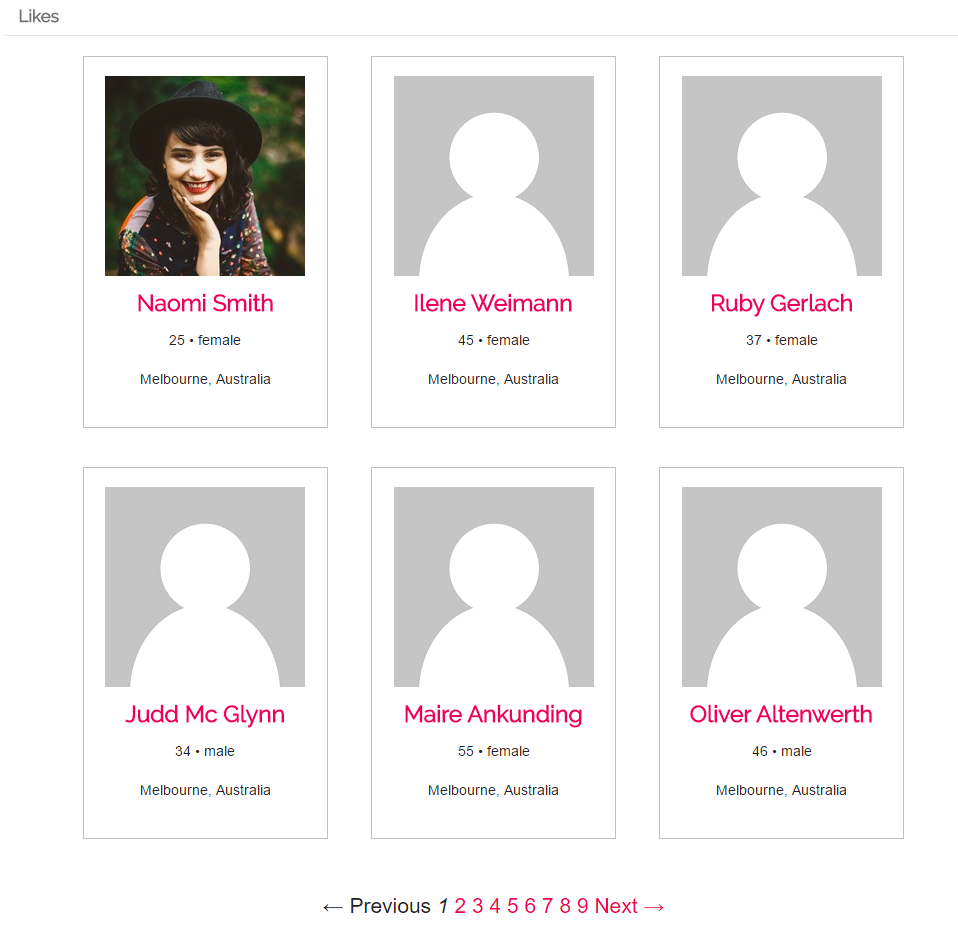 Likes
Naomi Smith
25 • female
Melbourne, Australia
Ilene Weimann
45 • female
Melbourne, Australia
Ruby Gerlach
37 • female
Melbourne, Australia
Judd Mc Glynn
34 • male
Melbourne, Australia
Maire Ankunding
55 • female
Melbourne, Australia
Oliver Altenwerth
46 • male
Melbourne, Australia
← Previous 1 2 3 4 5 6 7 8 9 Next →